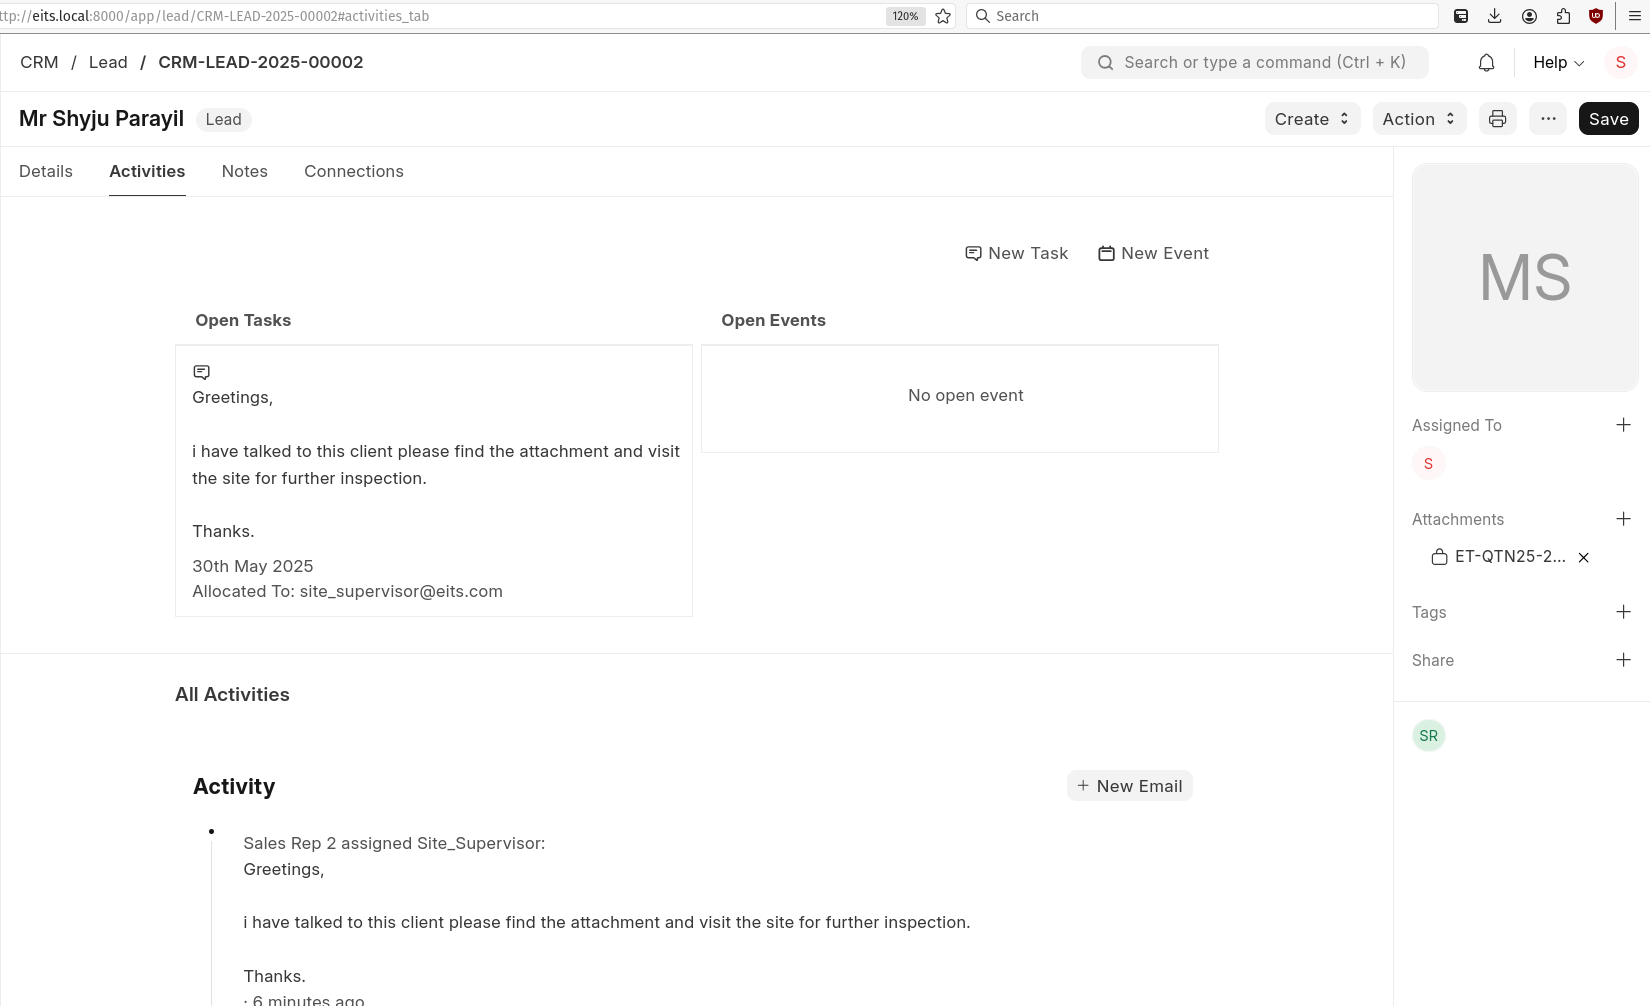 ttp://eits.local:8000/app/lead/CRM-LEAD-2025-00002#activities_tab
120%
Search
CRM / Lead / CRM-LEAD-2025-00002
Search or type a command (Ctrl + K)
Help
S
Mr Shyju Parayil
Lead
Create
Action
Save
Details
Activities
Notes
Connections
New Task
New Event
Open Tasks
Greetings,
i have talked to this client please find the attachment and visit
the site for further inspection.
Thanks.
30th May 2025
Allocated To: site_supervisor@eits.com
Open Events
No open event
All Activities
Activity
+ New Email
Sales Rep 2 assigned Site_Supervisor:
Greetings,
i have talked to this client please find the attachment and visit the site for further inspection.
Thanks.
· 6 minutes ago
MS
Assigned To
S
Attachments
ET-QTN25-2...
Tags
Share
SR